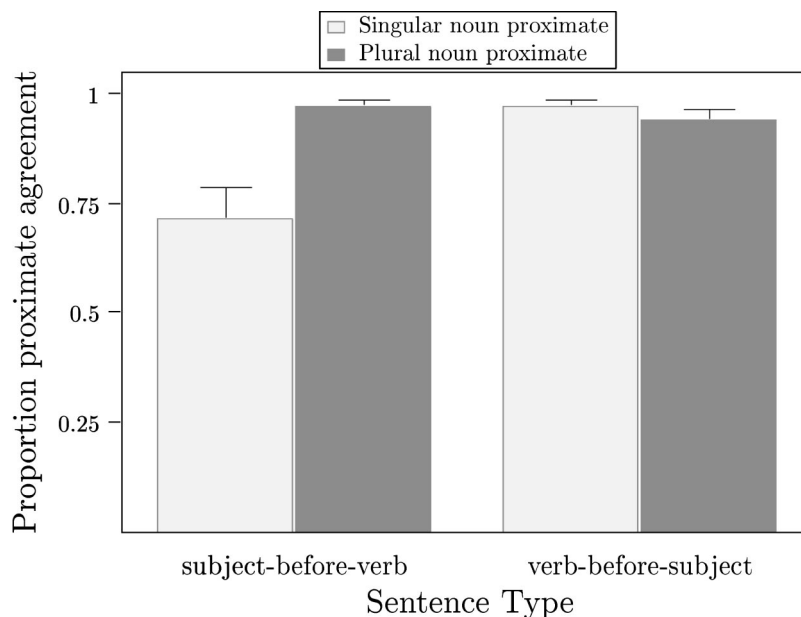 Singular noun proximate
Plural noun proximate
Proportion proximate agreement
1
0.75
0.5
0.25
subject-before-verb
verb-before-subject
Sentence Type